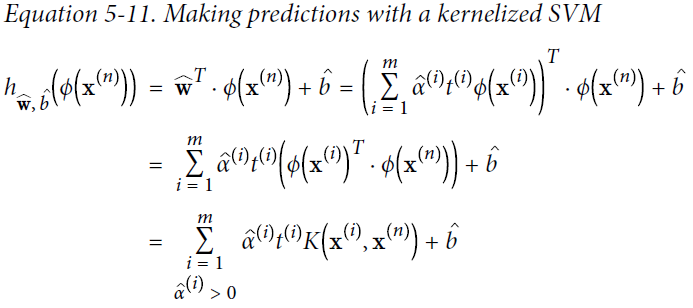 Equation 5-11. Making predictions with a kernelized SVM
h_{ŵ, b̂}(ϕ(x^(n))) = ŵ^T · ϕ(x^(n)) + b̂ = (∑_{i = 1}^{m} α̂^(i) t^(i) ϕ(x^(i)))^T · ϕ(x^(n)) + b̂
= ∑_{i = 1}^{m} α̂^(i) t^(i) (ϕ(x^(i))^T · ϕ(x^(n))) + b̂
= ∑_{i = 1, α̂^(i) > 0}^{m} α̂^(i) t^(i) K(x^(i), x^(n)) + b̂